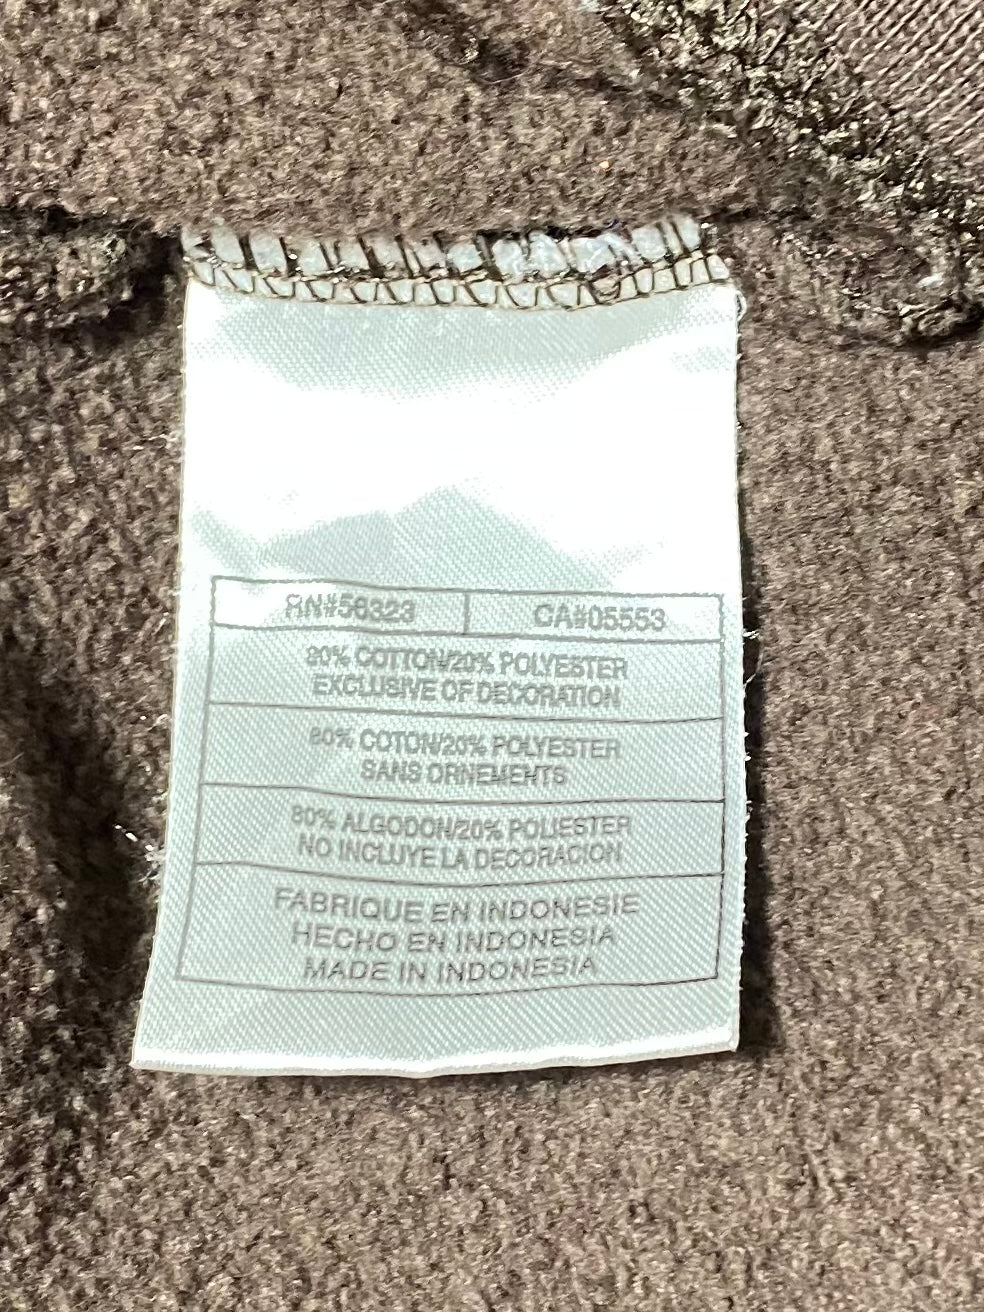 RN#56323 CA#05553
80% COTTON/20% POLYESTER
EXCLUSIVE OF DECORATION
80% COTON/20% POLYESTER
SANS ORNEMENTS
80% ALGODON/20% POLIESTER
NO INCLUYE LA DECORACION
FABRIQUE EN INDONESIE
HECHO EN INDONESIA
MADE IN INDONESIA